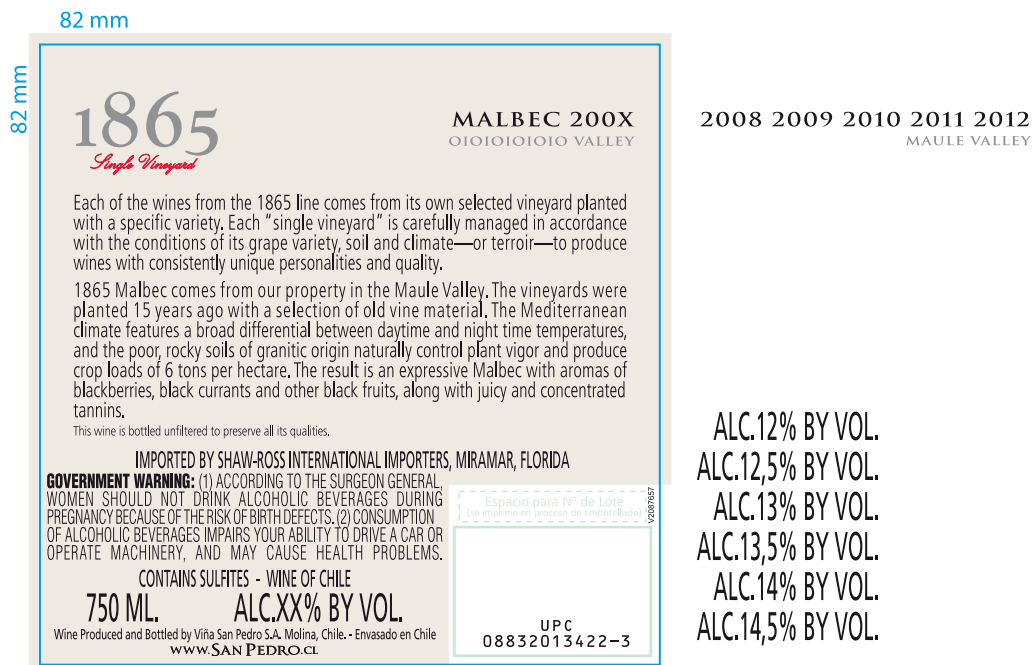 82 mm
82 mm
1865
Single Vineyard
MALBEC 200X
OIOIOIOIOIO VALLEY
2008 2009 2010 2011 2012
MAULE VALLEY
Each of the wines from the 1865 line comes from its own selected vineyard planted
with a specific variety. Each “single vineyard” is carefully managed in accordance
with the conditions of its grape variety, soil and climate—or terroir—to produce
wines with consistently unique personalities and quality.
1865 Malbec comes from our property in the Maule Valley. The vineyards were
planted 15 years ago with a selection of old vine material. The Mediterranean
climate features a broad differential between daytime and night time temperatures,
and the poor, rocky soils of granitic origin naturally control plant vigor and produce
crop loads of 6 tons per hectare. The result is an expressive Malbec with aromas of
blackberries, black currants and other black fruits, along with juicy and concentrated
tannins.
This wine is bottled unfiltered to preserve all its qualities.
IMPORTED BY SHAW-ROSS INTERNATIONAL IMPORTERS, MIRAMAR, FLORIDA
GOVERNMENT WARNING: (1) ACCORDING TO THE SURGEON GENERAL,
WOMEN SHOULD NOT DRINK ALCOHOLIC BEVERAGES DURING
PREGNANCY BECAUSE OF THE RISK OF BIRTH DEFECTS. (2) CONSUMPTION
OF ALCOHOLIC BEVERAGES IMPAIRS YOUR ABILITY TO DRIVE A CAR OR
OPERATE MACHINERY, AND MAY CAUSE HEALTH PROBLEMS.
CONTAINS SULFITES - WINE OF CHILE
750 ML. ALC.XX% BY VOL.
Wine Produced and Bottled by Viña San Pedro S.A. Molina, Chile. - Envasado en Chile
WWW.SAN PEDRO.CL
Espacio para Nº de Lote
(se imprime en proceso de embotellado)
V2087657
UPC
08832013422-3
ALC.12% BY VOL.
ALC.12,5% BY VOL.
ALC.13% BY VOL.
ALC.13,5% BY VOL.
ALC.14% BY VOL.
ALC.14,5% BY VOL.